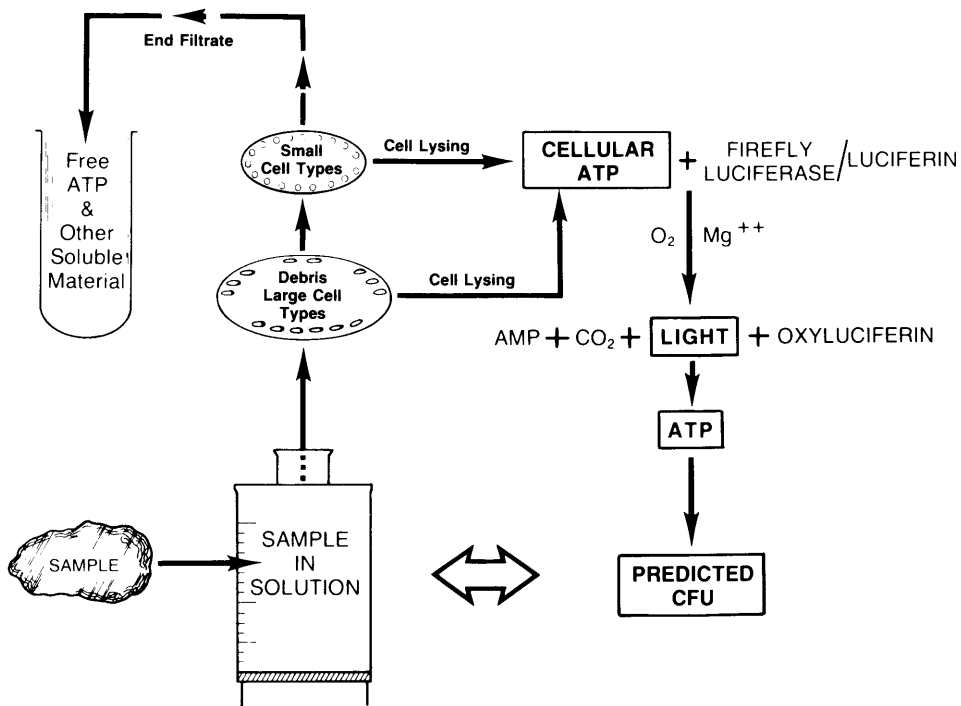 End Filtrate
Free
ATP
&
Other
Soluble
Material
Small
Cell Types
Cell Lysing
CELLULAR
ATP
+
FIREFLY
LUCIFERASE/LUCIFERIN
O₂ Mg⁺⁺
Debris
Large Cell
Types
Cell Lysing
AMP + CO₂ + LIGHT + OXYLUCIFERIN
ATP
SAMPLE
SAMPLE
IN
SOLUTION
PREDICTED
CFU